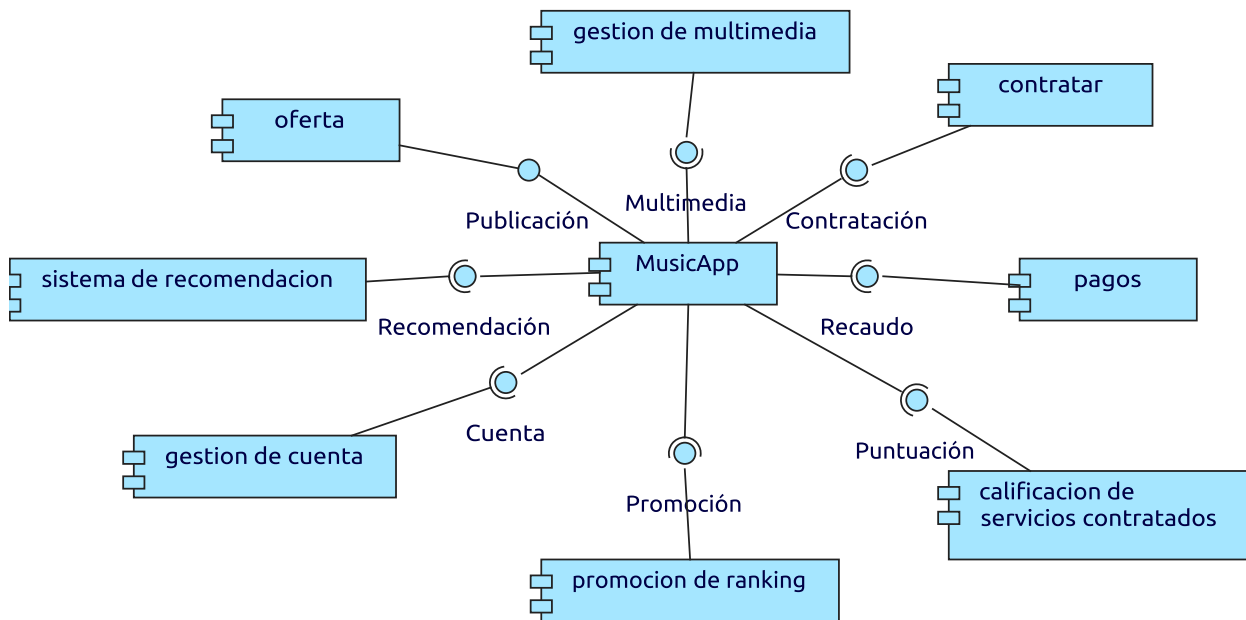 gestion de multimedia
contratar
oferta
Multimedia
Publicación
Contratación
MusicApp
sistema de recomendacion
pagos
Recomendación
Recaudo
Cuenta
Puntuación
gestion de cuenta
calificacion de
servicios contratados
Promoción
promocion de ranking